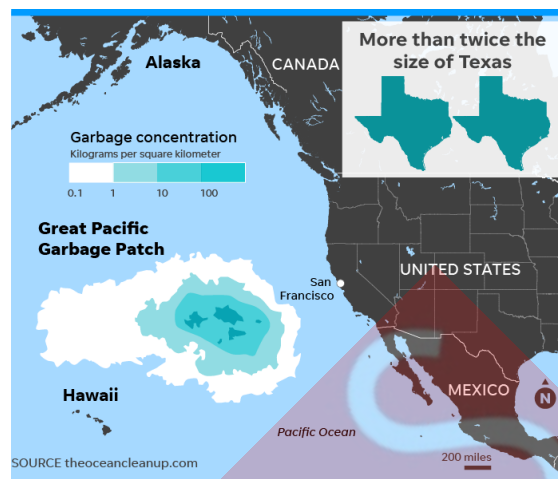 More than twice the
size of Texas
Alaska
CANADA
Garbage concentration
Kilograms per square kilometer
0.1 1 10 100
Great Pacific
Garbage Patch
San
Francisco
UNITED STATES
Hawaii
MEXICO
N
Pacific Ocean
200 miles
SOURCE theoceancleanup.com